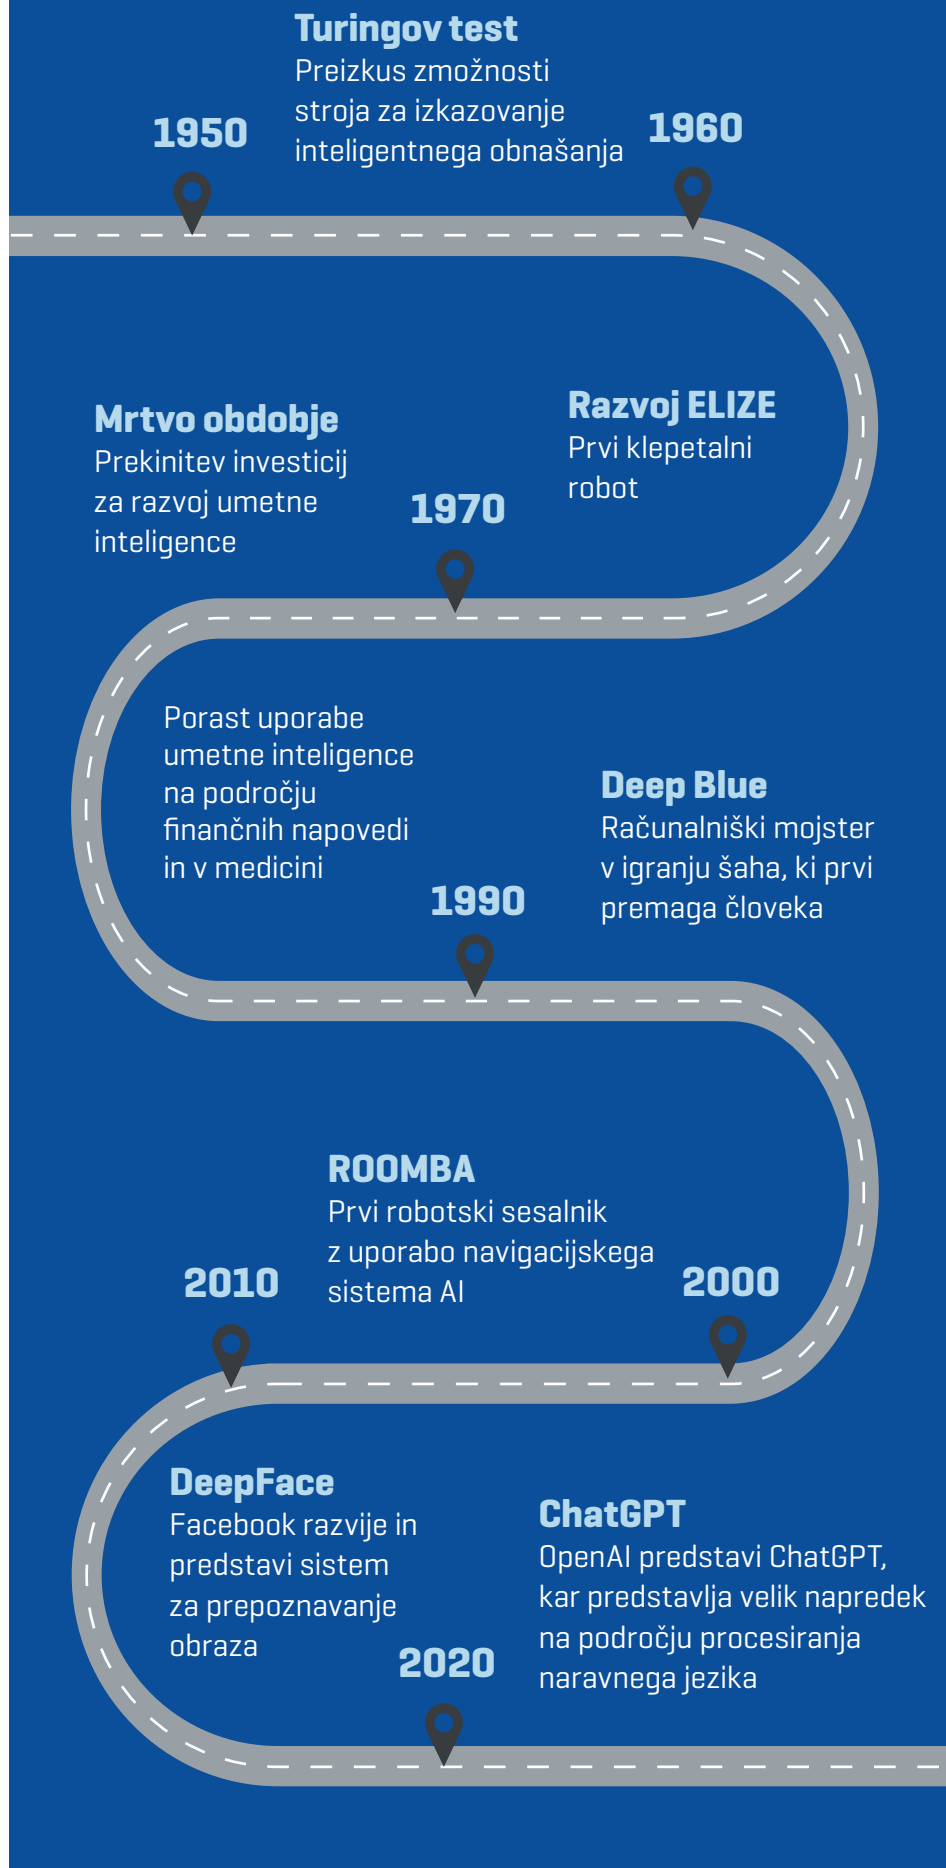 1950
Turingov test
Preizkus zmožnosti
stroja za izkazovanje
inteligentnega obnašanja
1960
Razvoj ELIZE
Prvi klepetalni
robot
1970
Mrtvo obdobje
Prekinitev investicij
za razvoj umetne
inteligence
Porast uporabe
umetne inteligence
na področju
finančnih napovedi
in v medicini
1990
Deep Blue
Računalniški mojster
v igranju šaha, ki prvi
premaga človeka
2000
ROOMBA
Prvi robotski sesalnik
z uporabo navigacijskega
sistema AI
2010
DeepFace
Facebook razvije in
predstavi sistem
za prepoznavanje
obraza
2020
ChatGPT
OpenAI predstavi ChatGPT,
kar predstavlja velik napredek
na področju procesiranja
naravnega jezika